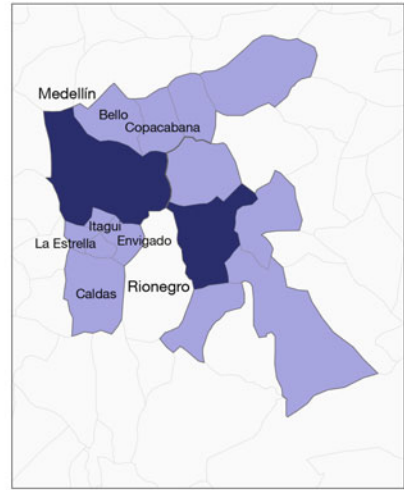 Medellín
Bello
Copacabana
Itagui
La Estrella
Envigado
Rionegro
Caldas